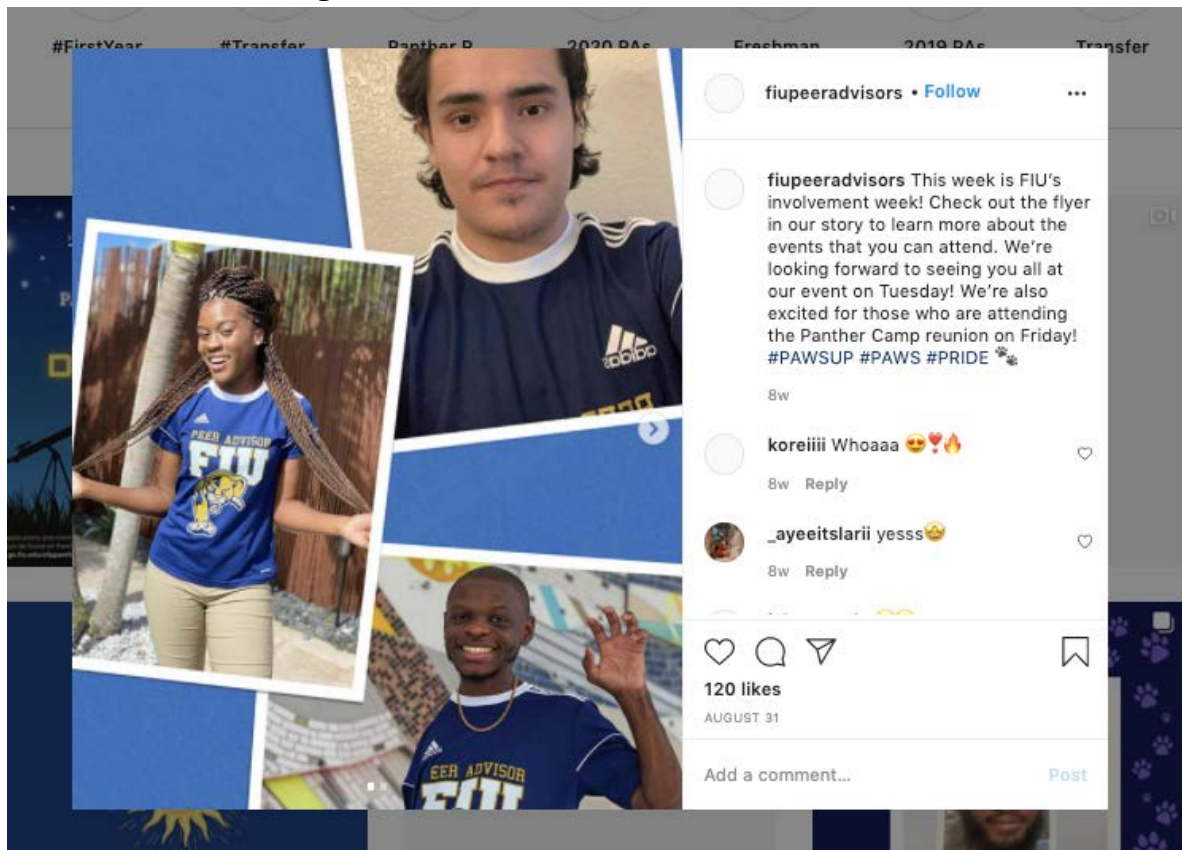 #FirstYear #Transfer Panther P 2020 PAs Freshman 2019 PAs Transfer
fiupeeradvisors • Follow
fiupeeradvisors This week is FIU's
involvement week! Check out the flyer
in our story to learn more about the
events that you can attend. We're
looking forward to seeing you all at
our event on Tuesday! We're also
excited for those who are attending
the Panther Camp reunion on Friday!
#PAWSUP #PAWS #PRIDE 🐾
8w
koreiiii Whoaaa 😍❣️🔥
8w Reply
_ayeeitslarii yesss🤩
8w Reply
120 likes
AUGUST 31
Add a comment... Post
adidas
PEER ADVISOR
FIU
EER ADVISOR
FIU